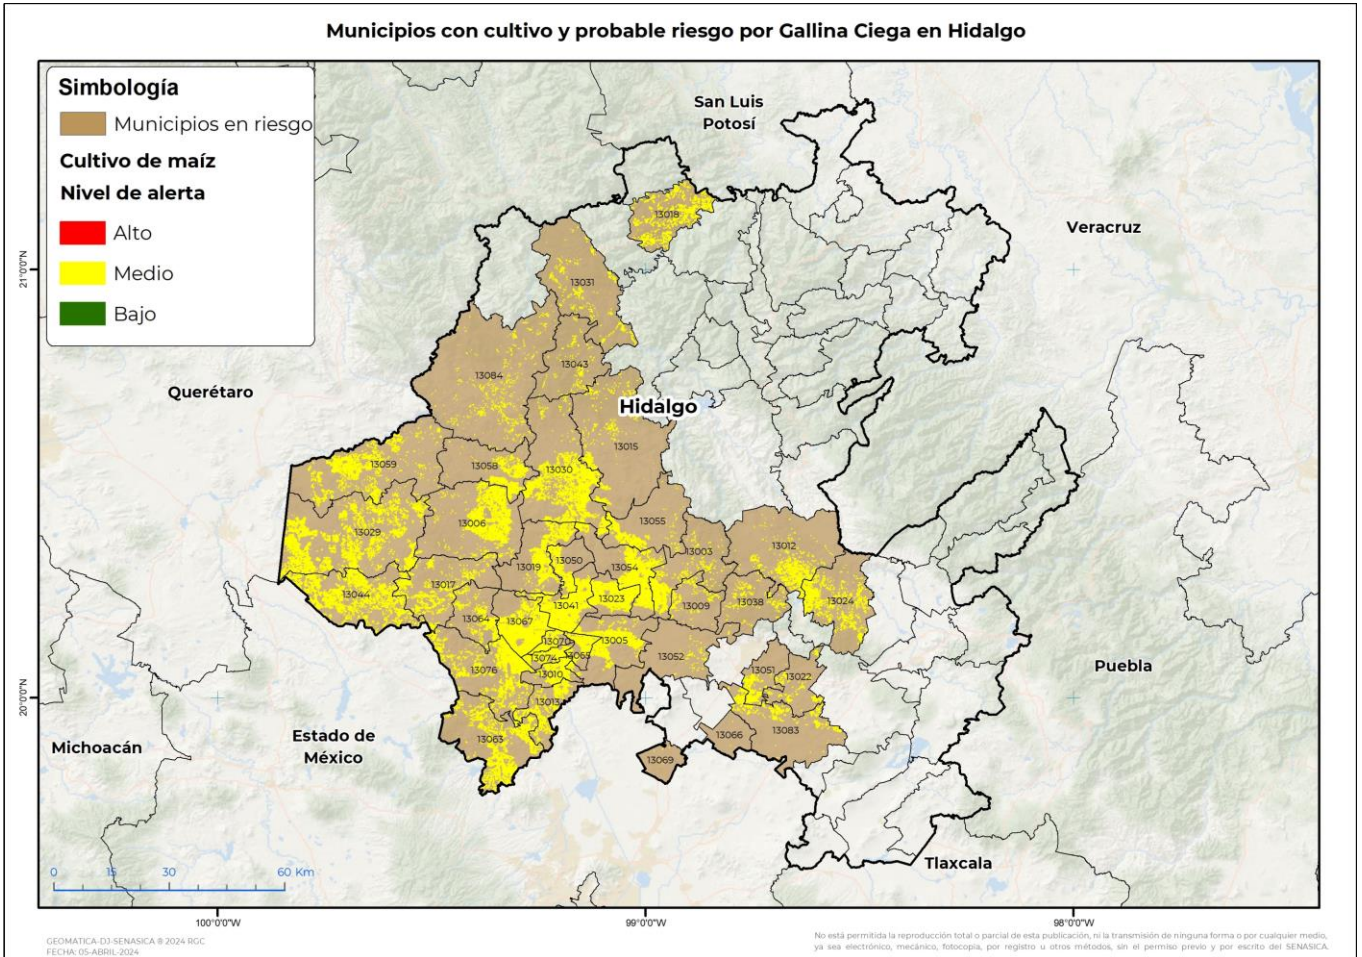 Municipios con cultivo y probable riesgo por Gallina Ciega en Hidalgo
Simbología
Municipios en riesgo
Cultivo de maíz
Nivel de alerta
Alto
Medio
Bajo
San Luis
Potosí
Veracruz
Querétaro
Hidalgo
Puebla
Michoacán
Estado de
México
Tlaxcala
13018
13031
13084
13043
13015
13059
13058
13030
13029
13006
13055
13003
13012
13019
13050
13054
13044
13017
13041
13023
13009
13038
13024
13064
13067
13070
13005
13074
13065
13052
13076
13010
13051
13022
13013
13063
13066
13083
13069
21°0'0"N
20°0'0"N
0 15 30 60 Km
100°0'0"W
99°0'0"W
98°0'0"W
GEOMÁTICA-DJ-SENASICA ® 2024 RGC
FECHA: 05-ABRIL-2024
No está permitida la reproducción total o parcial de esta publicación, ni la transmisión de ninguna forma o por cualquier medio,
ya sea electrónico, mecánico, fotocopia, por registro u otros métodos, sin el permiso previo y por escrito del SENASICA.